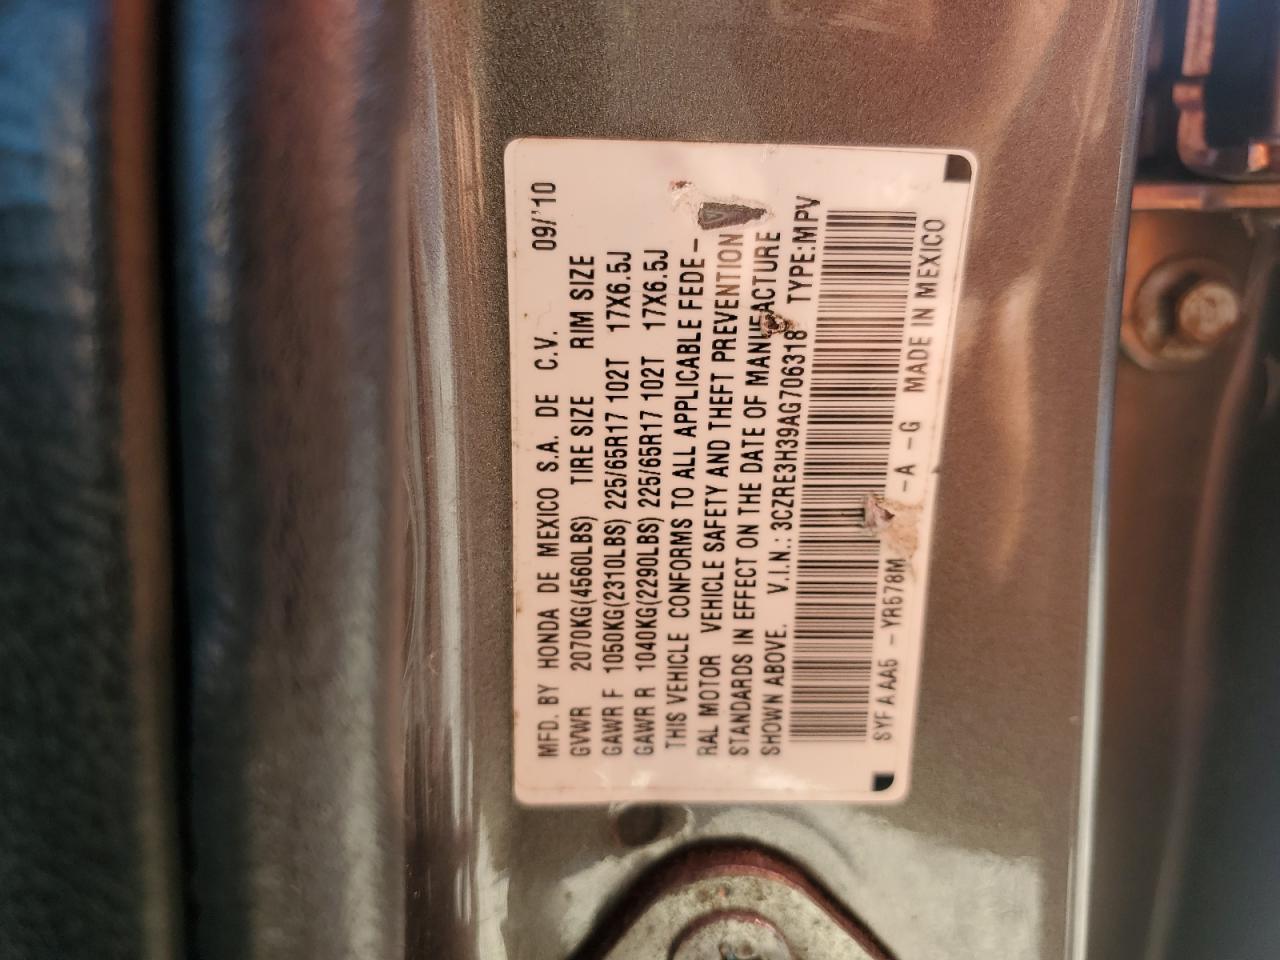 MFD. BY HONDA DE MEXICO S.A. DE C.V. 09/'10
GVWR 2070KG(4560LBS) TIRE SIZE RIM SIZE
GAWR F 1050KG(2310LBS) 225/65R17 102T 17X6.5J
GAWR R 1040KG(2290LBS) 225/65R17 102T 17X6.5J
THIS VEHICLE CONFORMS TO ALL APPLICABLE FEDE-
RAL MOTOR VEHICLE SAFETY AND THEFT PREVENTION
STANDARDS IN EFFECT ON THE DATE OF MANUFACTURE
SHOWN ABOVE. V.I.N.: 3CZRE3H39AG706318 TYPE:MPV
SYF A AA5 -YR578M -A -G MADE IN MEXICO